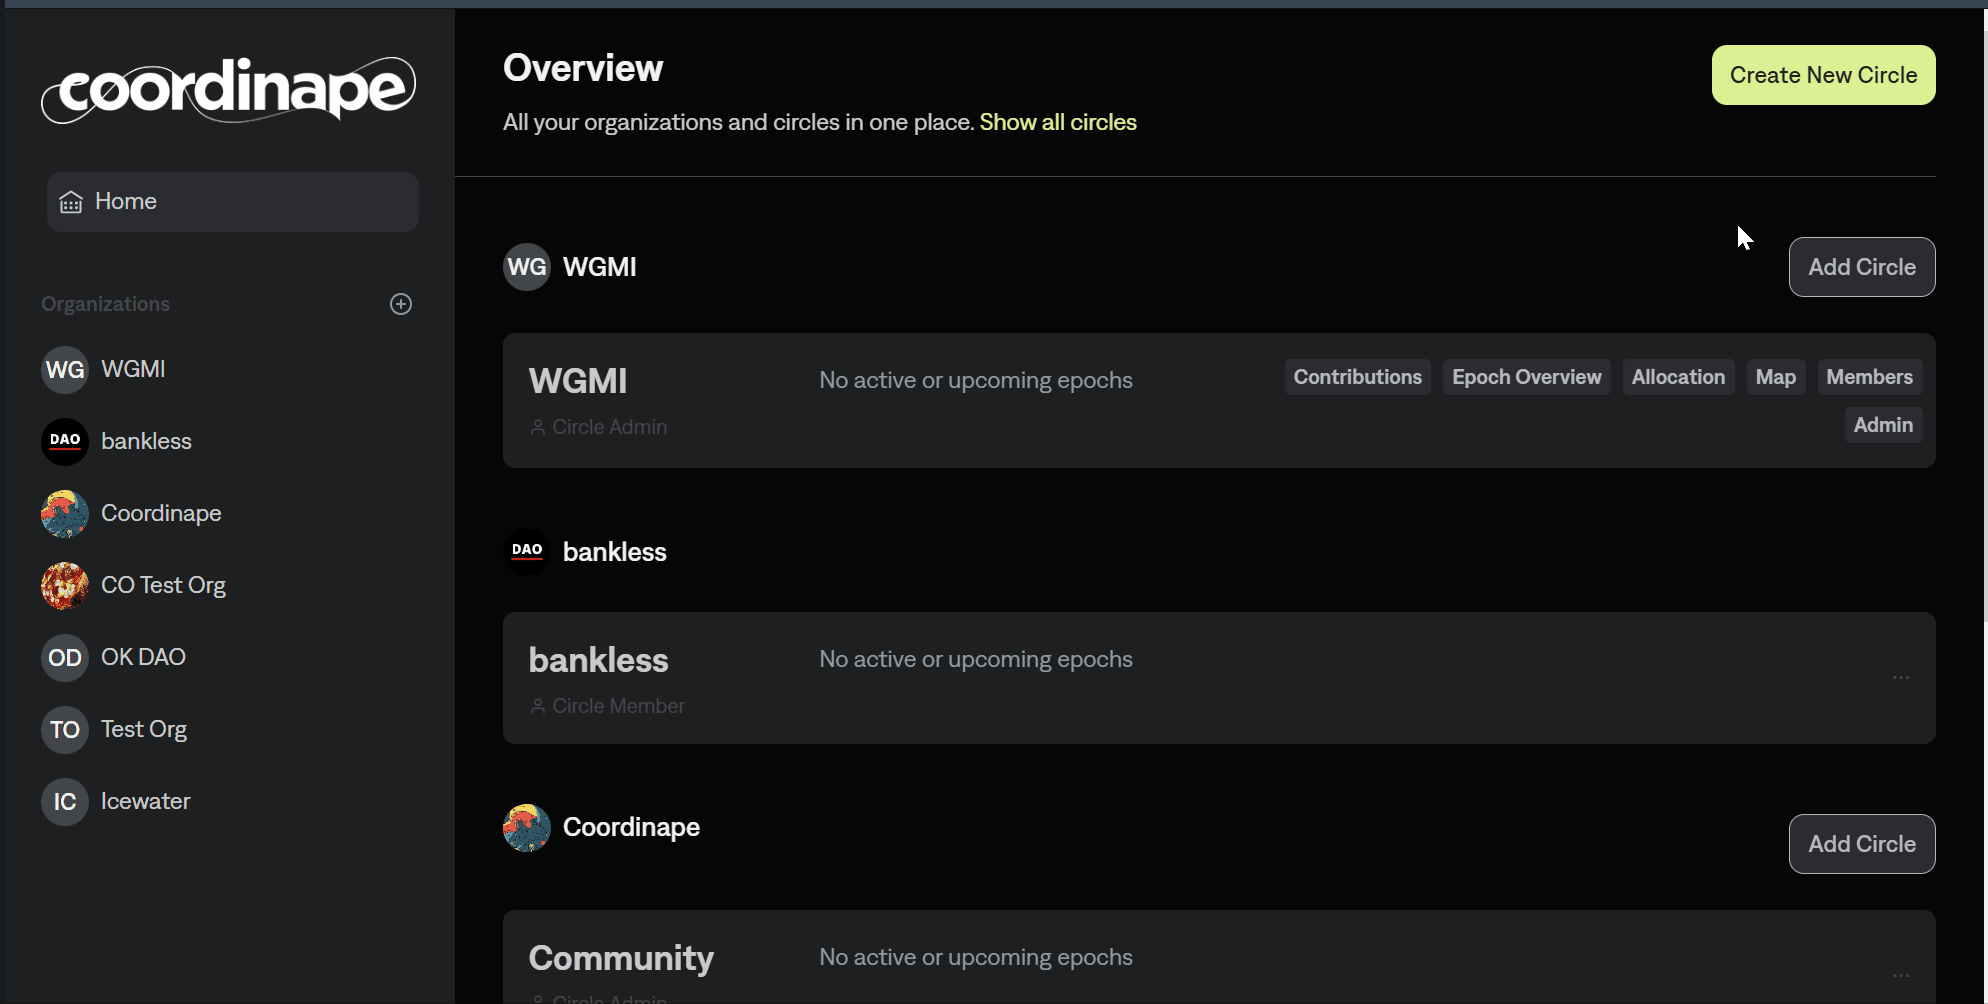 coordinape
Home
Organizations
WG WGMI
DAO bankless
Coordinape
CO Test Org
OD OK DAO
TO Test Org
IC Icewater
Overview
Create New Circle
All your organizations and circles in one place. Show all circles
WG WGMI
Add Circle
WGMI
No active or upcoming epochs
Contributions Epoch Overview Allocation Map Members
Circle Admin
Admin
DAO bankless
bankless
No active or upcoming epochs
...
Circle Member
Coordinape
Add Circle
Community
No active or upcoming epochs
...
Circle Admin